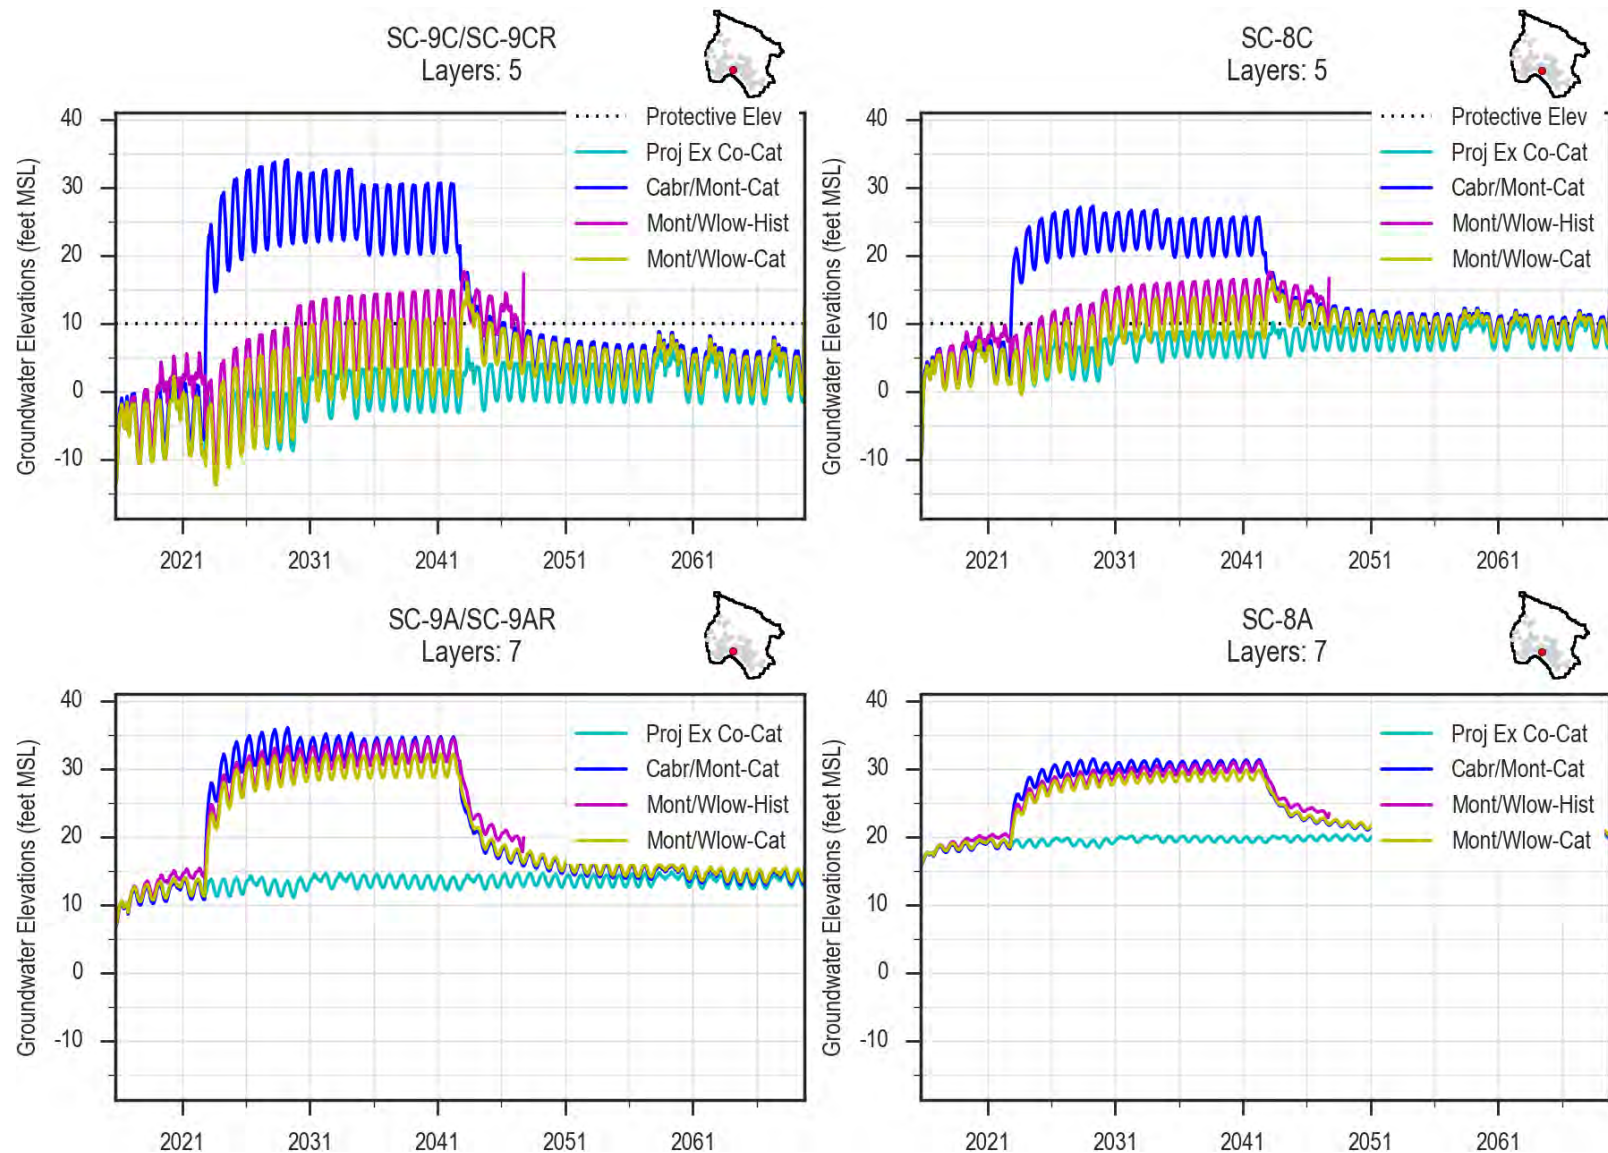 SC-9C/SC-9CR
Layers: 5
Groundwater Elevations (feet MSL)
40
30
20
10
0
-10
Protective Elev
Proj Ex Co-Cat
Cabr/Mont-Cat
Mont/Wlow-Hist
Mont/Wlow-Cat
2021 2031 2041 2051 2061
SC-8C
Layers: 5
Groundwater Elevations (feet MSL)
40
30
20
10
0
-10
Protective Elev
Proj Ex Co-Cat
Cabr/Mont-Cat
Mont/Wlow-Hist
Mont/Wlow-Cat
2021 2031 2041 2051 2061
SC-9A/SC-9AR
Layers: 7
Groundwater Elevations (feet MSL)
40
30
20
10
0
-10
Proj Ex Co-Cat
Cabr/Mont-Cat
Mont/Wlow-Hist
Mont/Wlow-Cat
2021 2031 2041 2051 2061
SC-8A
Layers: 7
Groundwater Elevations (feet MSL)
40
30
20
10
0
-10
Proj Ex Co-Cat
Cabr/Mont-Cat
Mont/Wlow-Hist
Mont/Wlow-Cat
2021 2031 2041 2051 2061